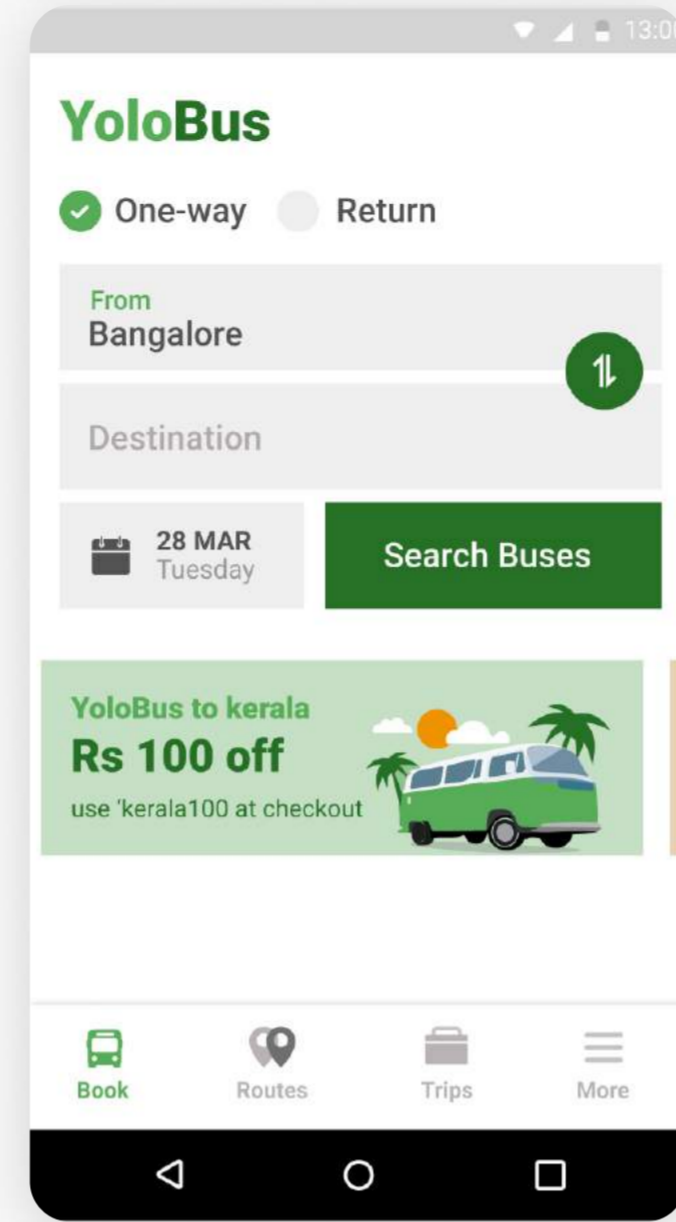 13:00
YoloBus
One-way Return
From
Bangalore
Destination
28 MAR
Tuesday
Search Buses
YoloBus to kerala
Rs 100 off
use 'kerala100 at checkout
Book Routes Trips More